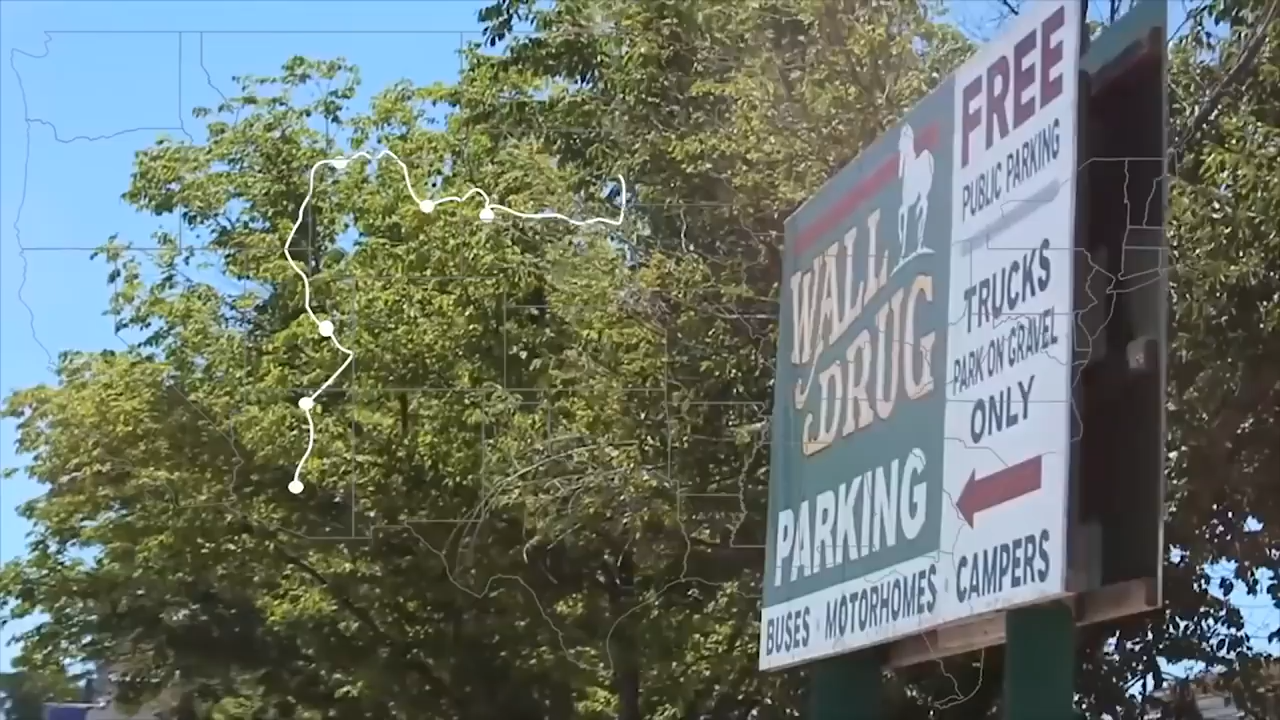 WALL
DRUG
PARKING
BUSES · MOTORHOMES · CAMPERS
FREE
PUBLIC PARKING
TRUCKS
PARK ON GRAVEL
ONLY